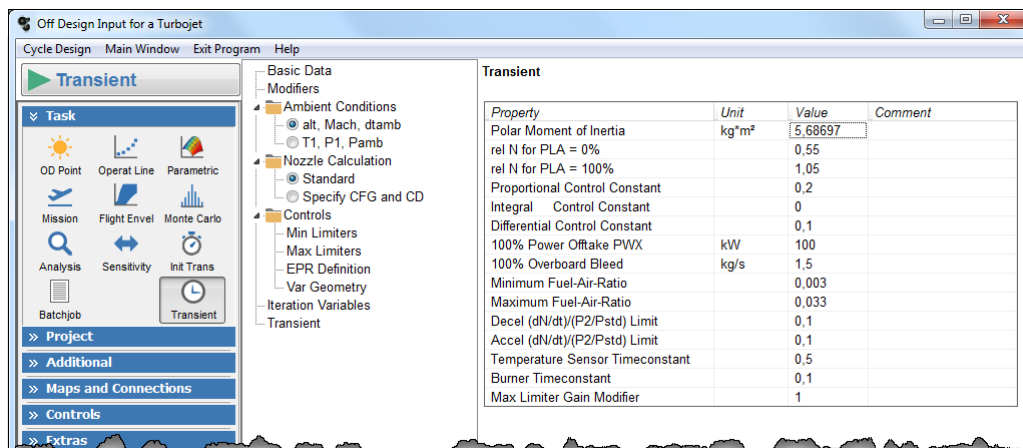 Off Design Input for a Turbojet
Cycle Design Main Window Exit Program Help
Transient
Task
OD Point Operat Line Parametric
Mission Flight Envel Monte Carlo
Analysis Sensitivity Init Trans
Batchjob Transient
Project
Additional
Maps and Connections
Controls
Extras
Basic Data
Modifiers
Ambient Conditions
alt, Mach, dtamb
T1, P1, Pamb
Nozzle Calculation
Standard
Specify CFG and CD
Controls
Min Limiters
Max Limiters
EPR Definition
Var Geometry
Iteration Variables
Transient
Transient
Property Unit Value Comment
Polar Moment of Inertia kg*m² 5,68697
rel N for PLA = 0% 0,55
rel N for PLA = 100% 1,05
Proportional Control Constant 0,2
Integral Control Constant 0
Differential Control Constant 0,1
100% Power Offtake PWX kW 100
100% Overboard Bleed kg/s 1,5
Minimum Fuel-Air-Ratio 0,003
Maximum Fuel-Air-Ratio 0,033
Decel (dN/dt)/(P2/Pstd) Limit 0,1
Accel (dN/dt)/(P2/Pstd) Limit 0,1
Temperature Sensor Timeconstant 0,5
Burner Timeconstant 0,1
Max Limiter Gain Modifier 1